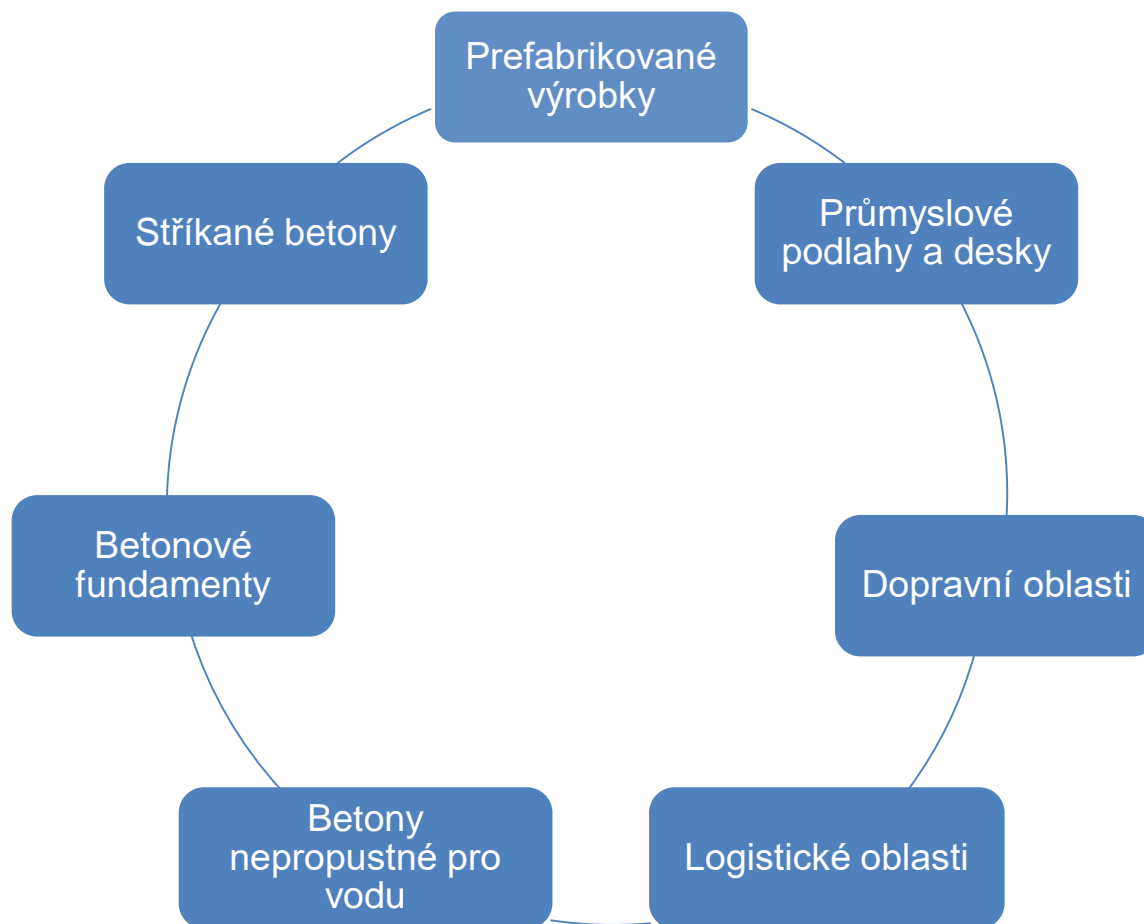 Prefabrikované
výrobky
Stříkané betony
Průmyslové
podlahy a desky
Betonové
fundamenty
Dopravní oblasti
Betony
nepropustné pro
vodu
Logistické oblasti